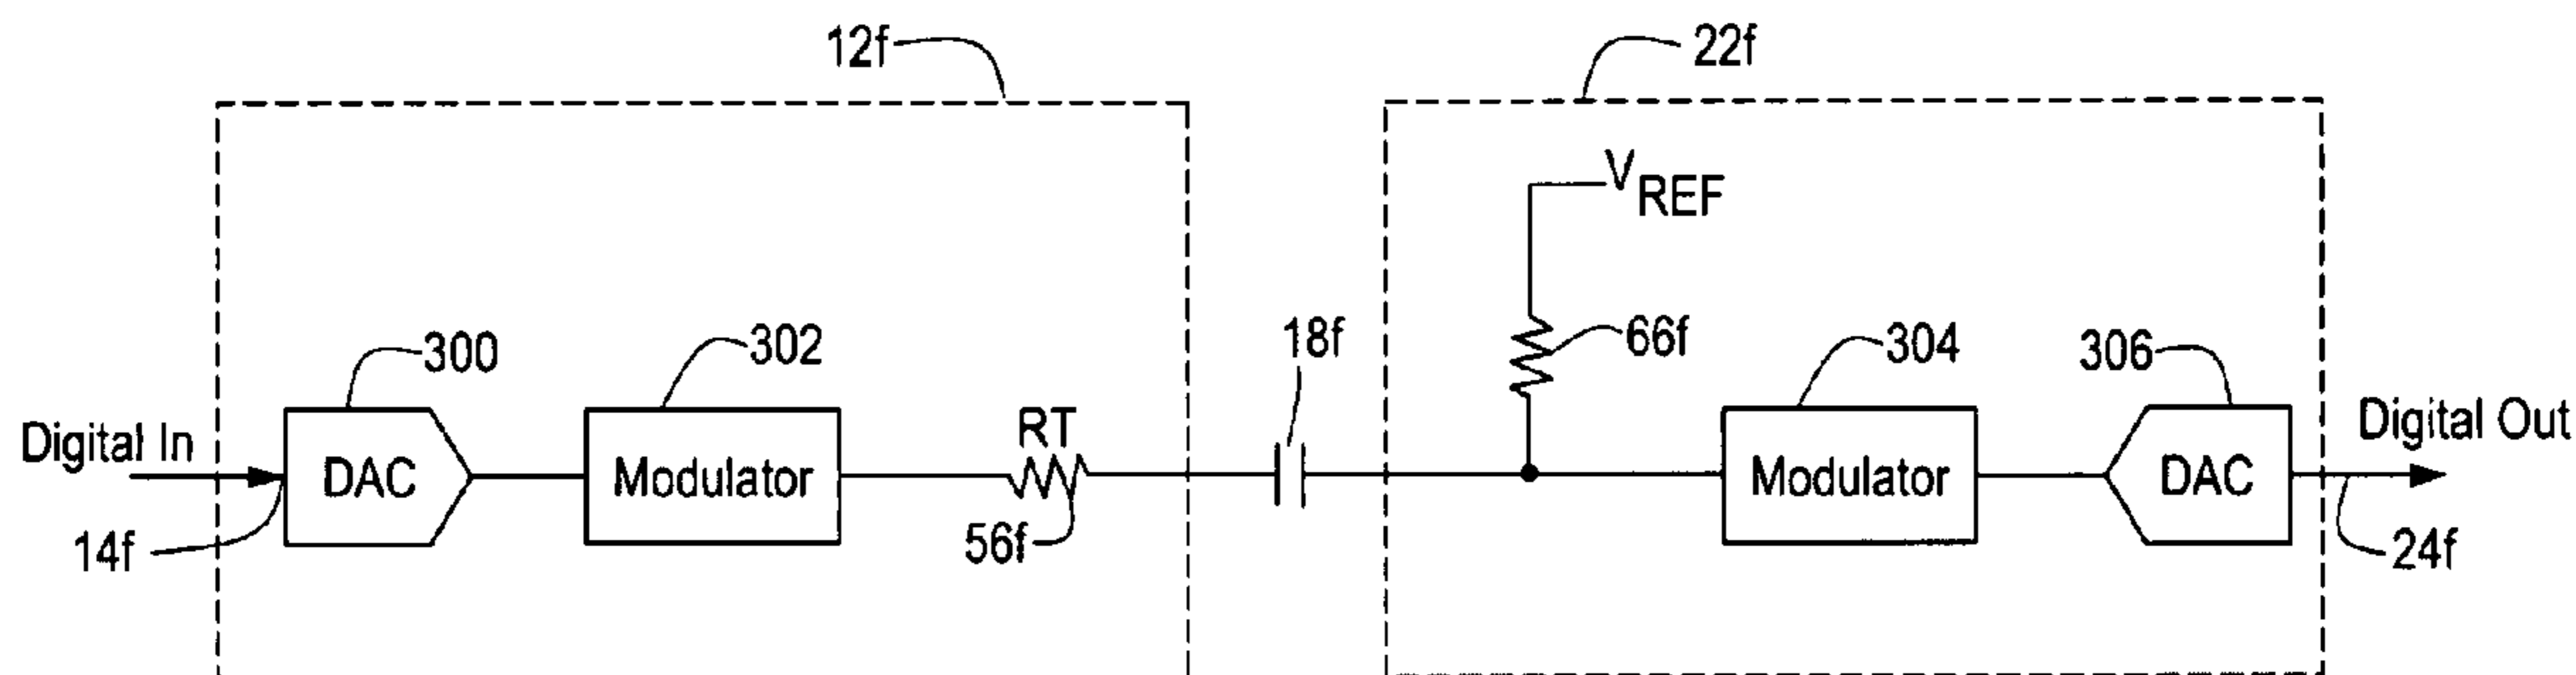 12f
22f
V
REF
300
302
18f
66f
304
306
Digital In
DAC
Modulator
RT
Modulator
DAC
Digital Out
14f
56f
24f